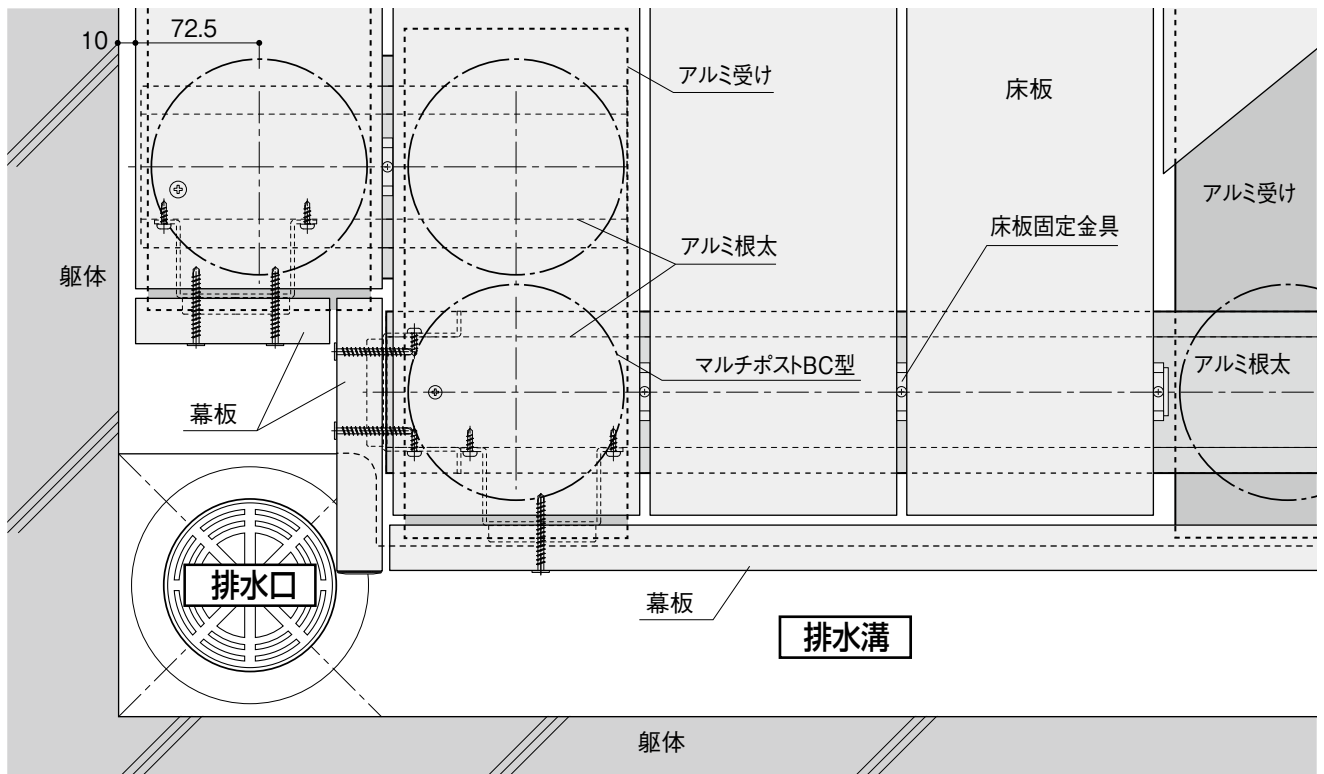 10
72.5
アルミ受け
床板
アルミ受け
床板固定金具
アルミ根太
躯体
マルチポストBC型
アルミ根太
幕板
排水口
幕板
排水溝
躯体